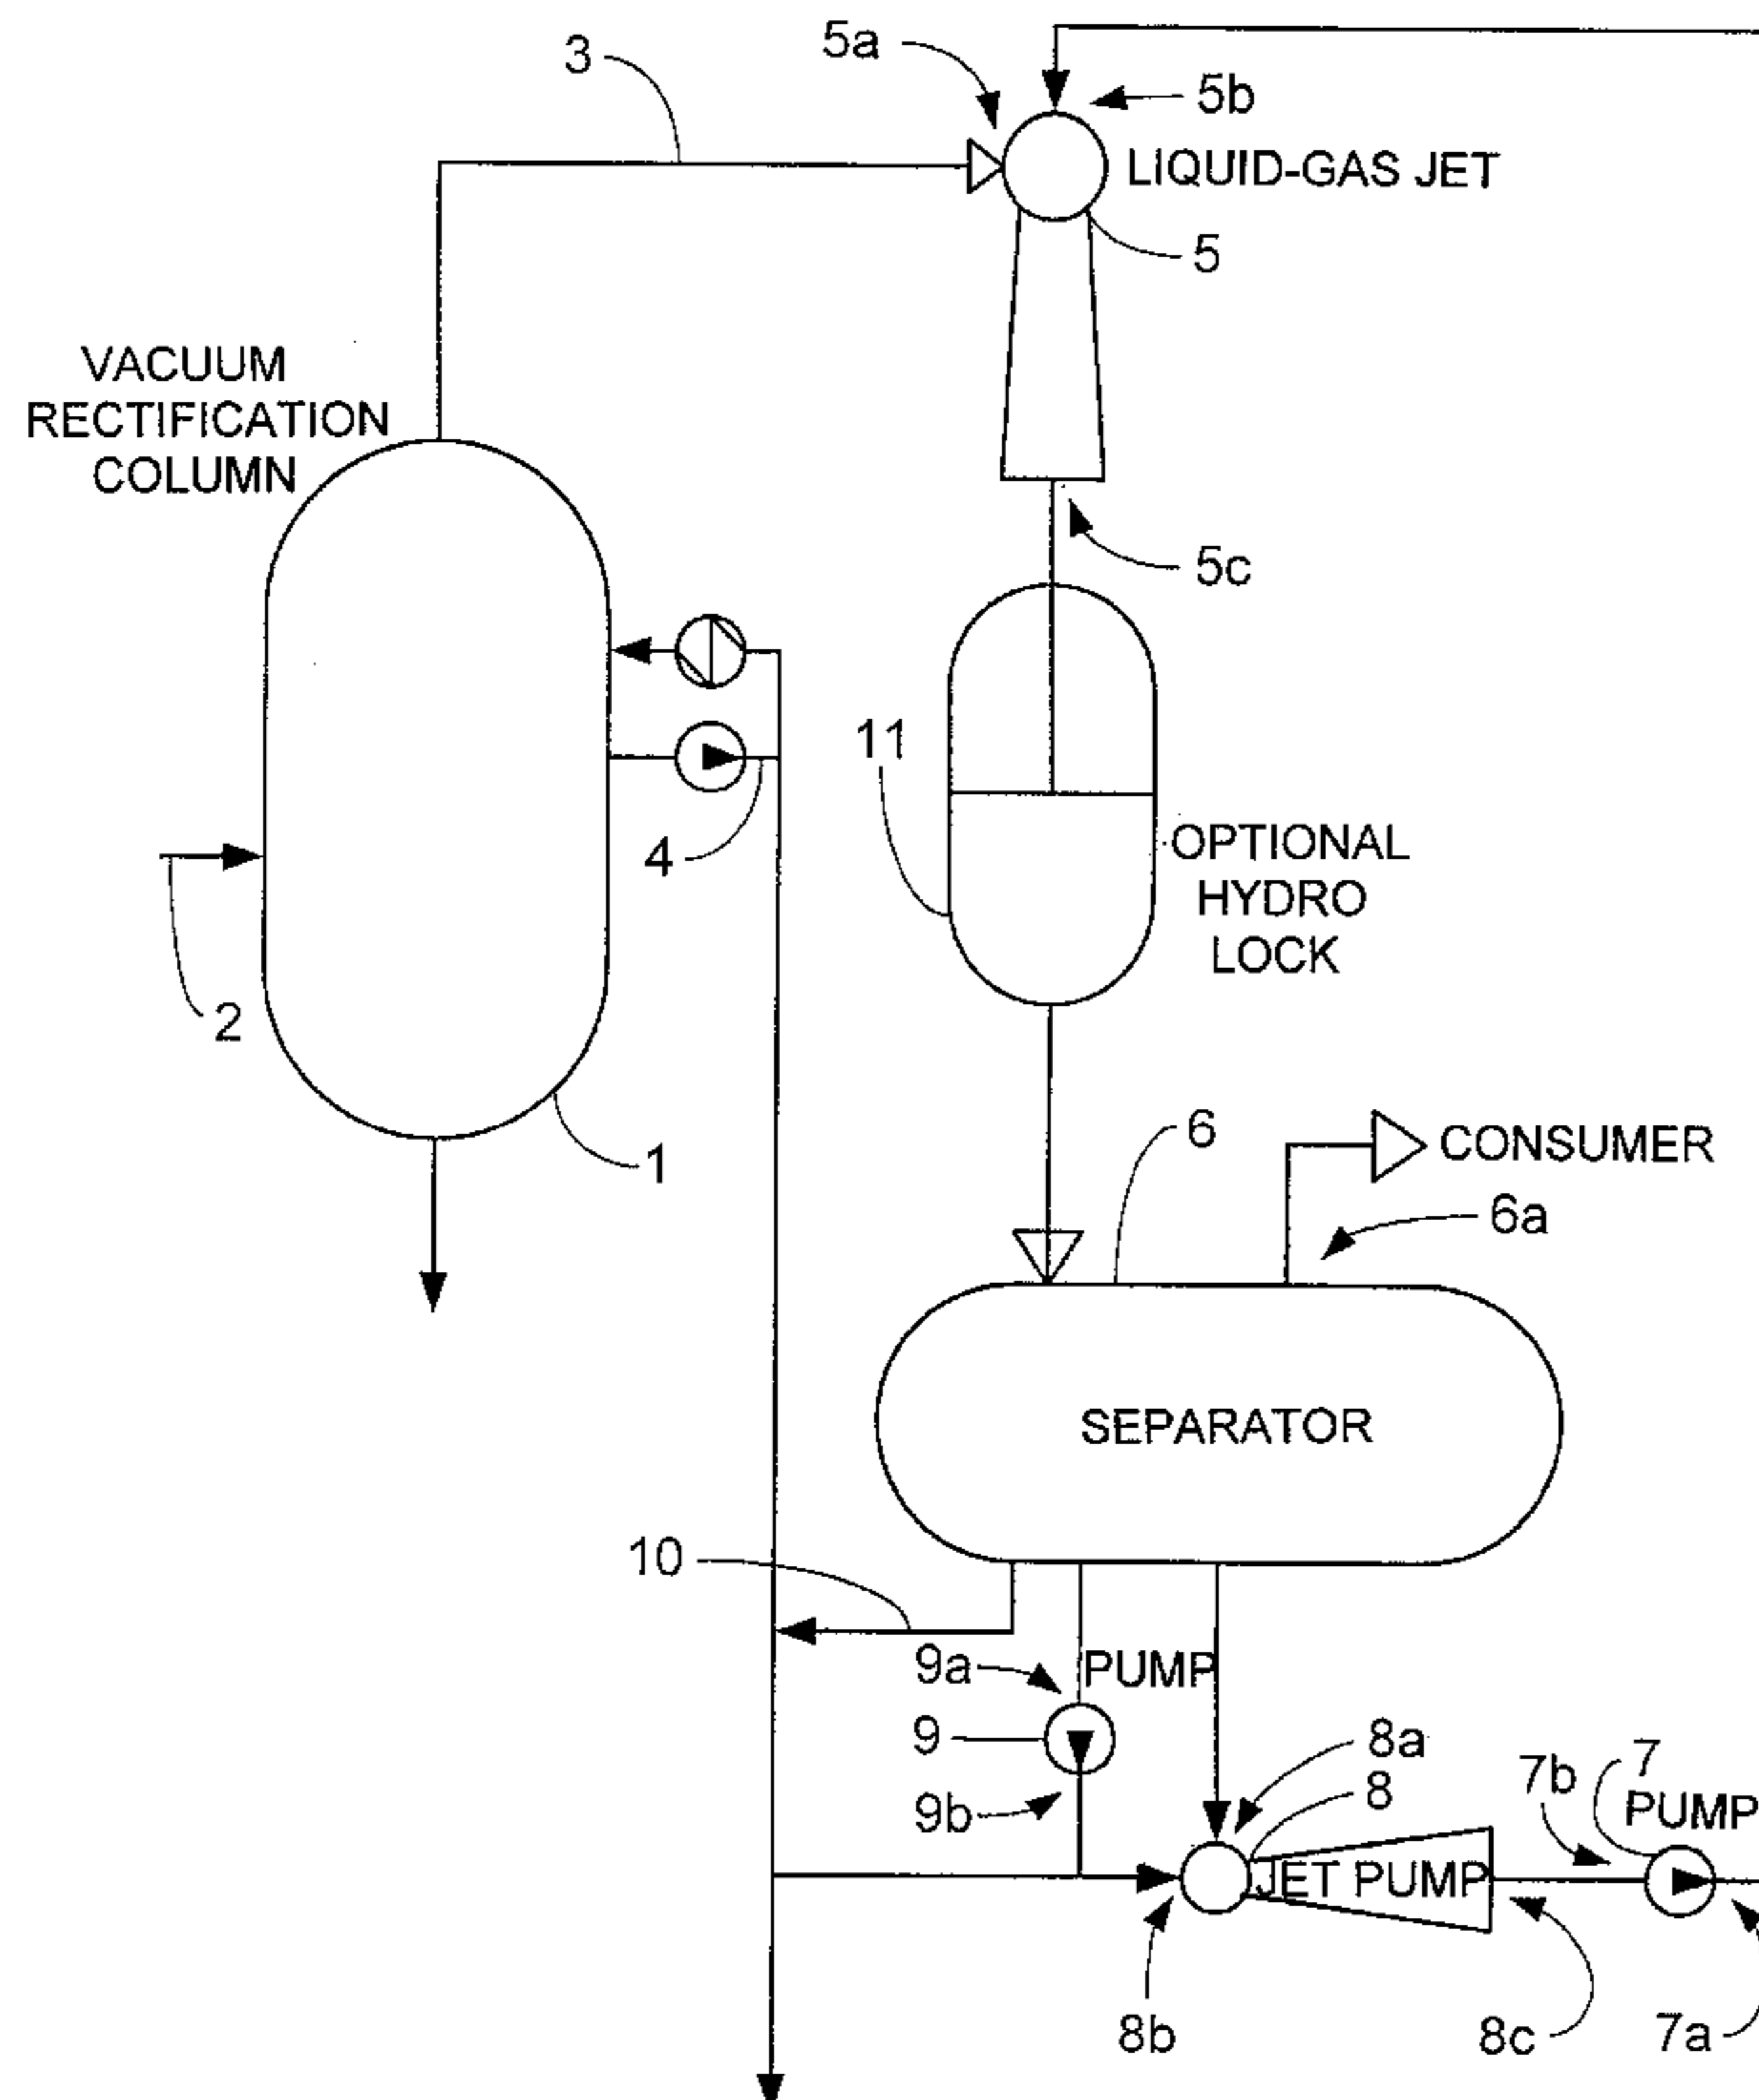 5a
3
5b
LIQUID-GAS JET
5
VACUUM
RECTIFICATION
COLUMN
5c
11
4
OPTIONAL
HYDRO
LOCK
2
6
CONSUMER
1
6a
SEPARATOR
10
9a
PUMP
9
8a
7
7b
8
PUMP
9b
JET PUMP
8b
8c
7a